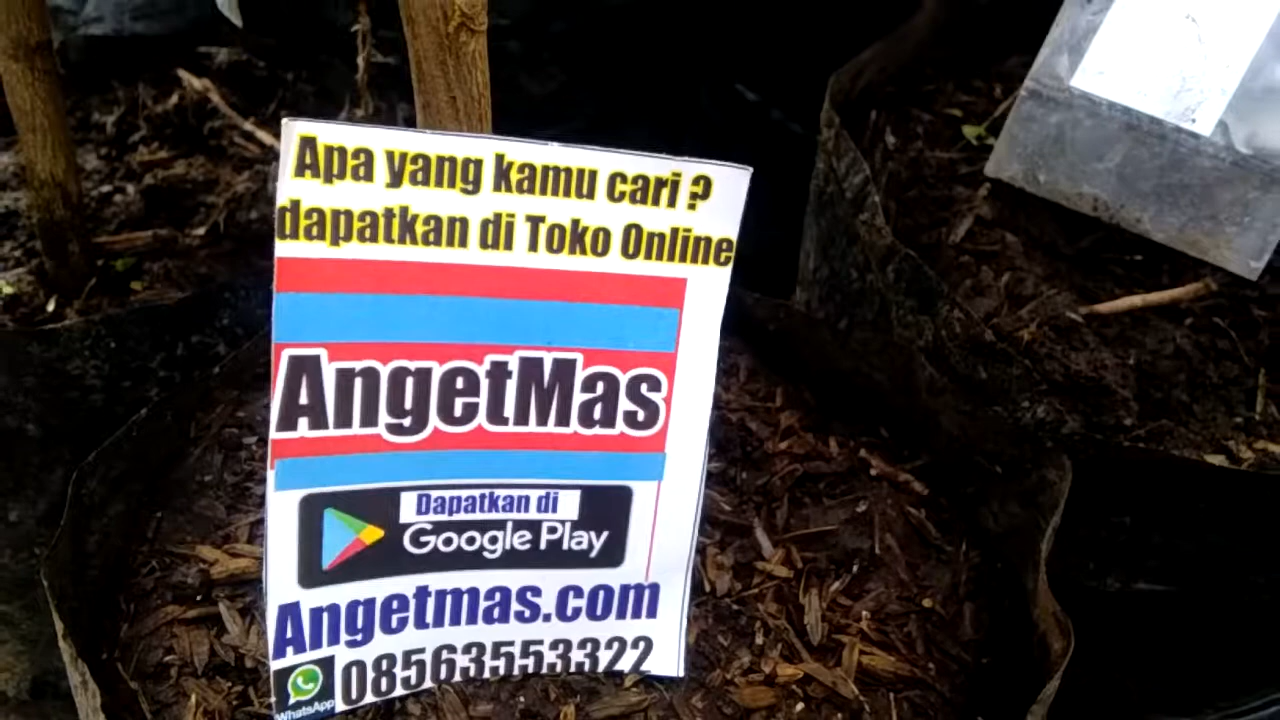 Apa yang kamu cari ?
dapatkan di Toko Online
AngetMas
Dapatkan di
Google Play
Angetmas.com
WhatsApp 08563553322